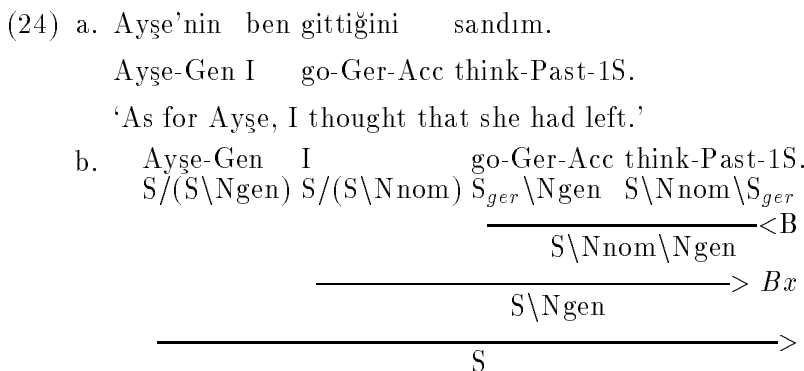 (24) a. Ayşe’nin ben gittiğini sandım.
Ayşe-Gen I go-Ger-Acc think-Past-1S.
‘As for Ayşe, I thought that she had left.’
b. Ayşe-Gen I go-Ger-Acc think-Past-1S.
S/(S\Ngen) S/(S\Nnom) S_ger\Ngen S\Nnom\S_ger
<B
S\Nnom\Ngen
> Bx
S\Ngen
>
S